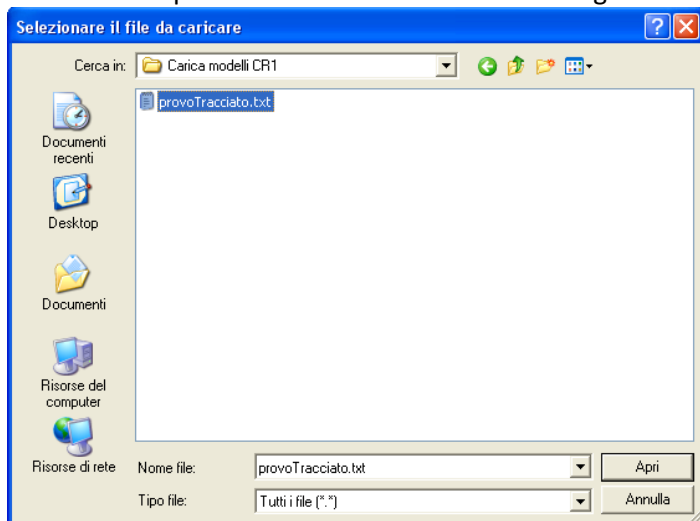 Selezionare il file da caricare
Cerca in:
Carica modelli CR1
provoTracciato.txt
Documenti
recenti
Desktop
Documenti
Risorse del
computer
Risorse di rete
Nome file:
provoTracciato.txt
Apri
Tipo file:
Tutti i file (*.*)
Annulla